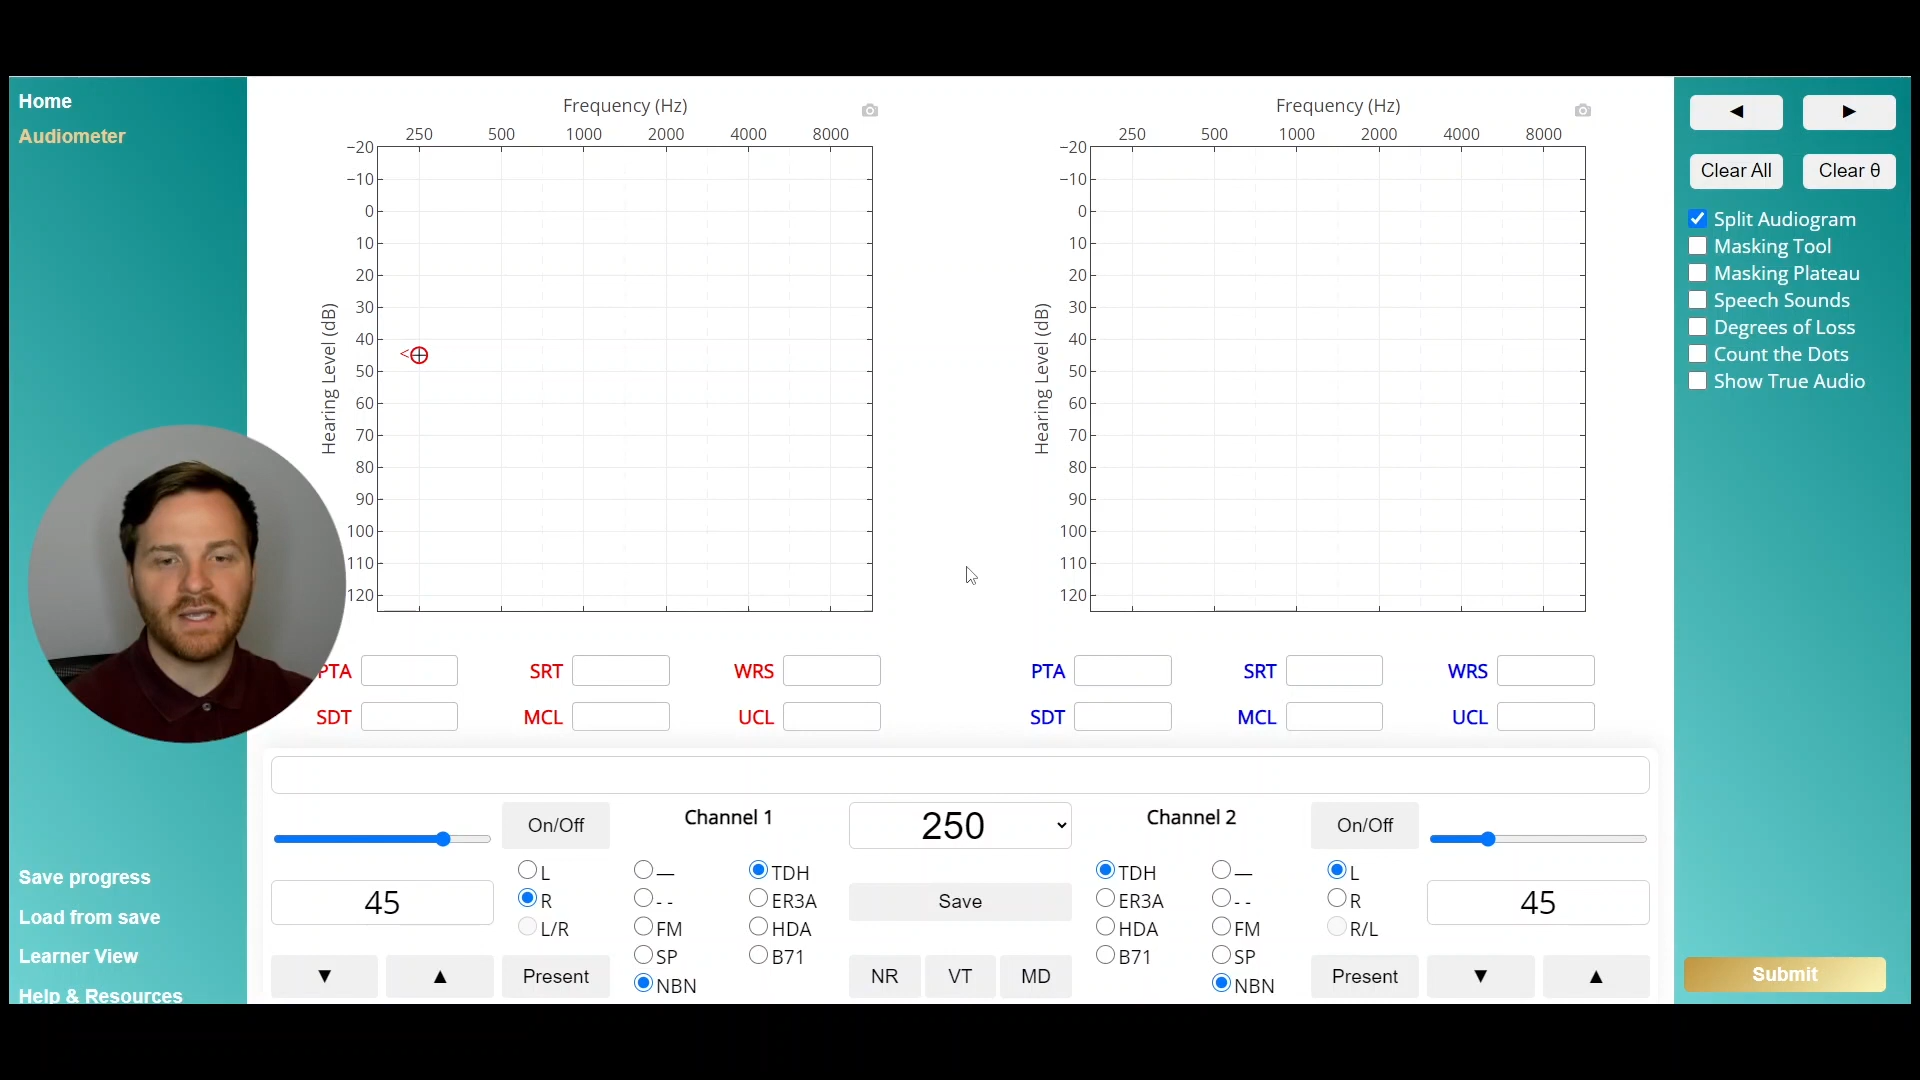 Home
Audiometer
Save progress
Load from save
Learner View
Help & Resources
Frequency (Hz)
250 500 1000 2000 4000 8000
−20
−10
0
10
20
30
40
50
60
70
80
90
100
110
120
Hearing Level (dB)
Frequency (Hz)
250 500 1000 2000 4000 8000
−20
−10
0
10
20
30
40
50
60
70
80
90
100
110
120
Hearing Level (dB)
PTA SRT WRS
SDT MCL UCL
PTA SRT WRS
SDT MCL UCL
45
▼ ▲
On/Off
L
R
L/R
Present
Channel 1
—
- -
FM
SP
NBN
TDH
ER3A
HDA
B71
250
Save
NR VT MD
Channel 2
TDH
ER3A
HDA
B71
—
- -
FM
SP
NBN
On/Off
L
R
R/L
Present
45
▼ ▲
◄ ►
Clear All Clear θ
Split Audiogram
Masking Tool
Masking Plateau
Speech Sounds
Degrees of Loss
Count the Dots
Show True Audio
Submit